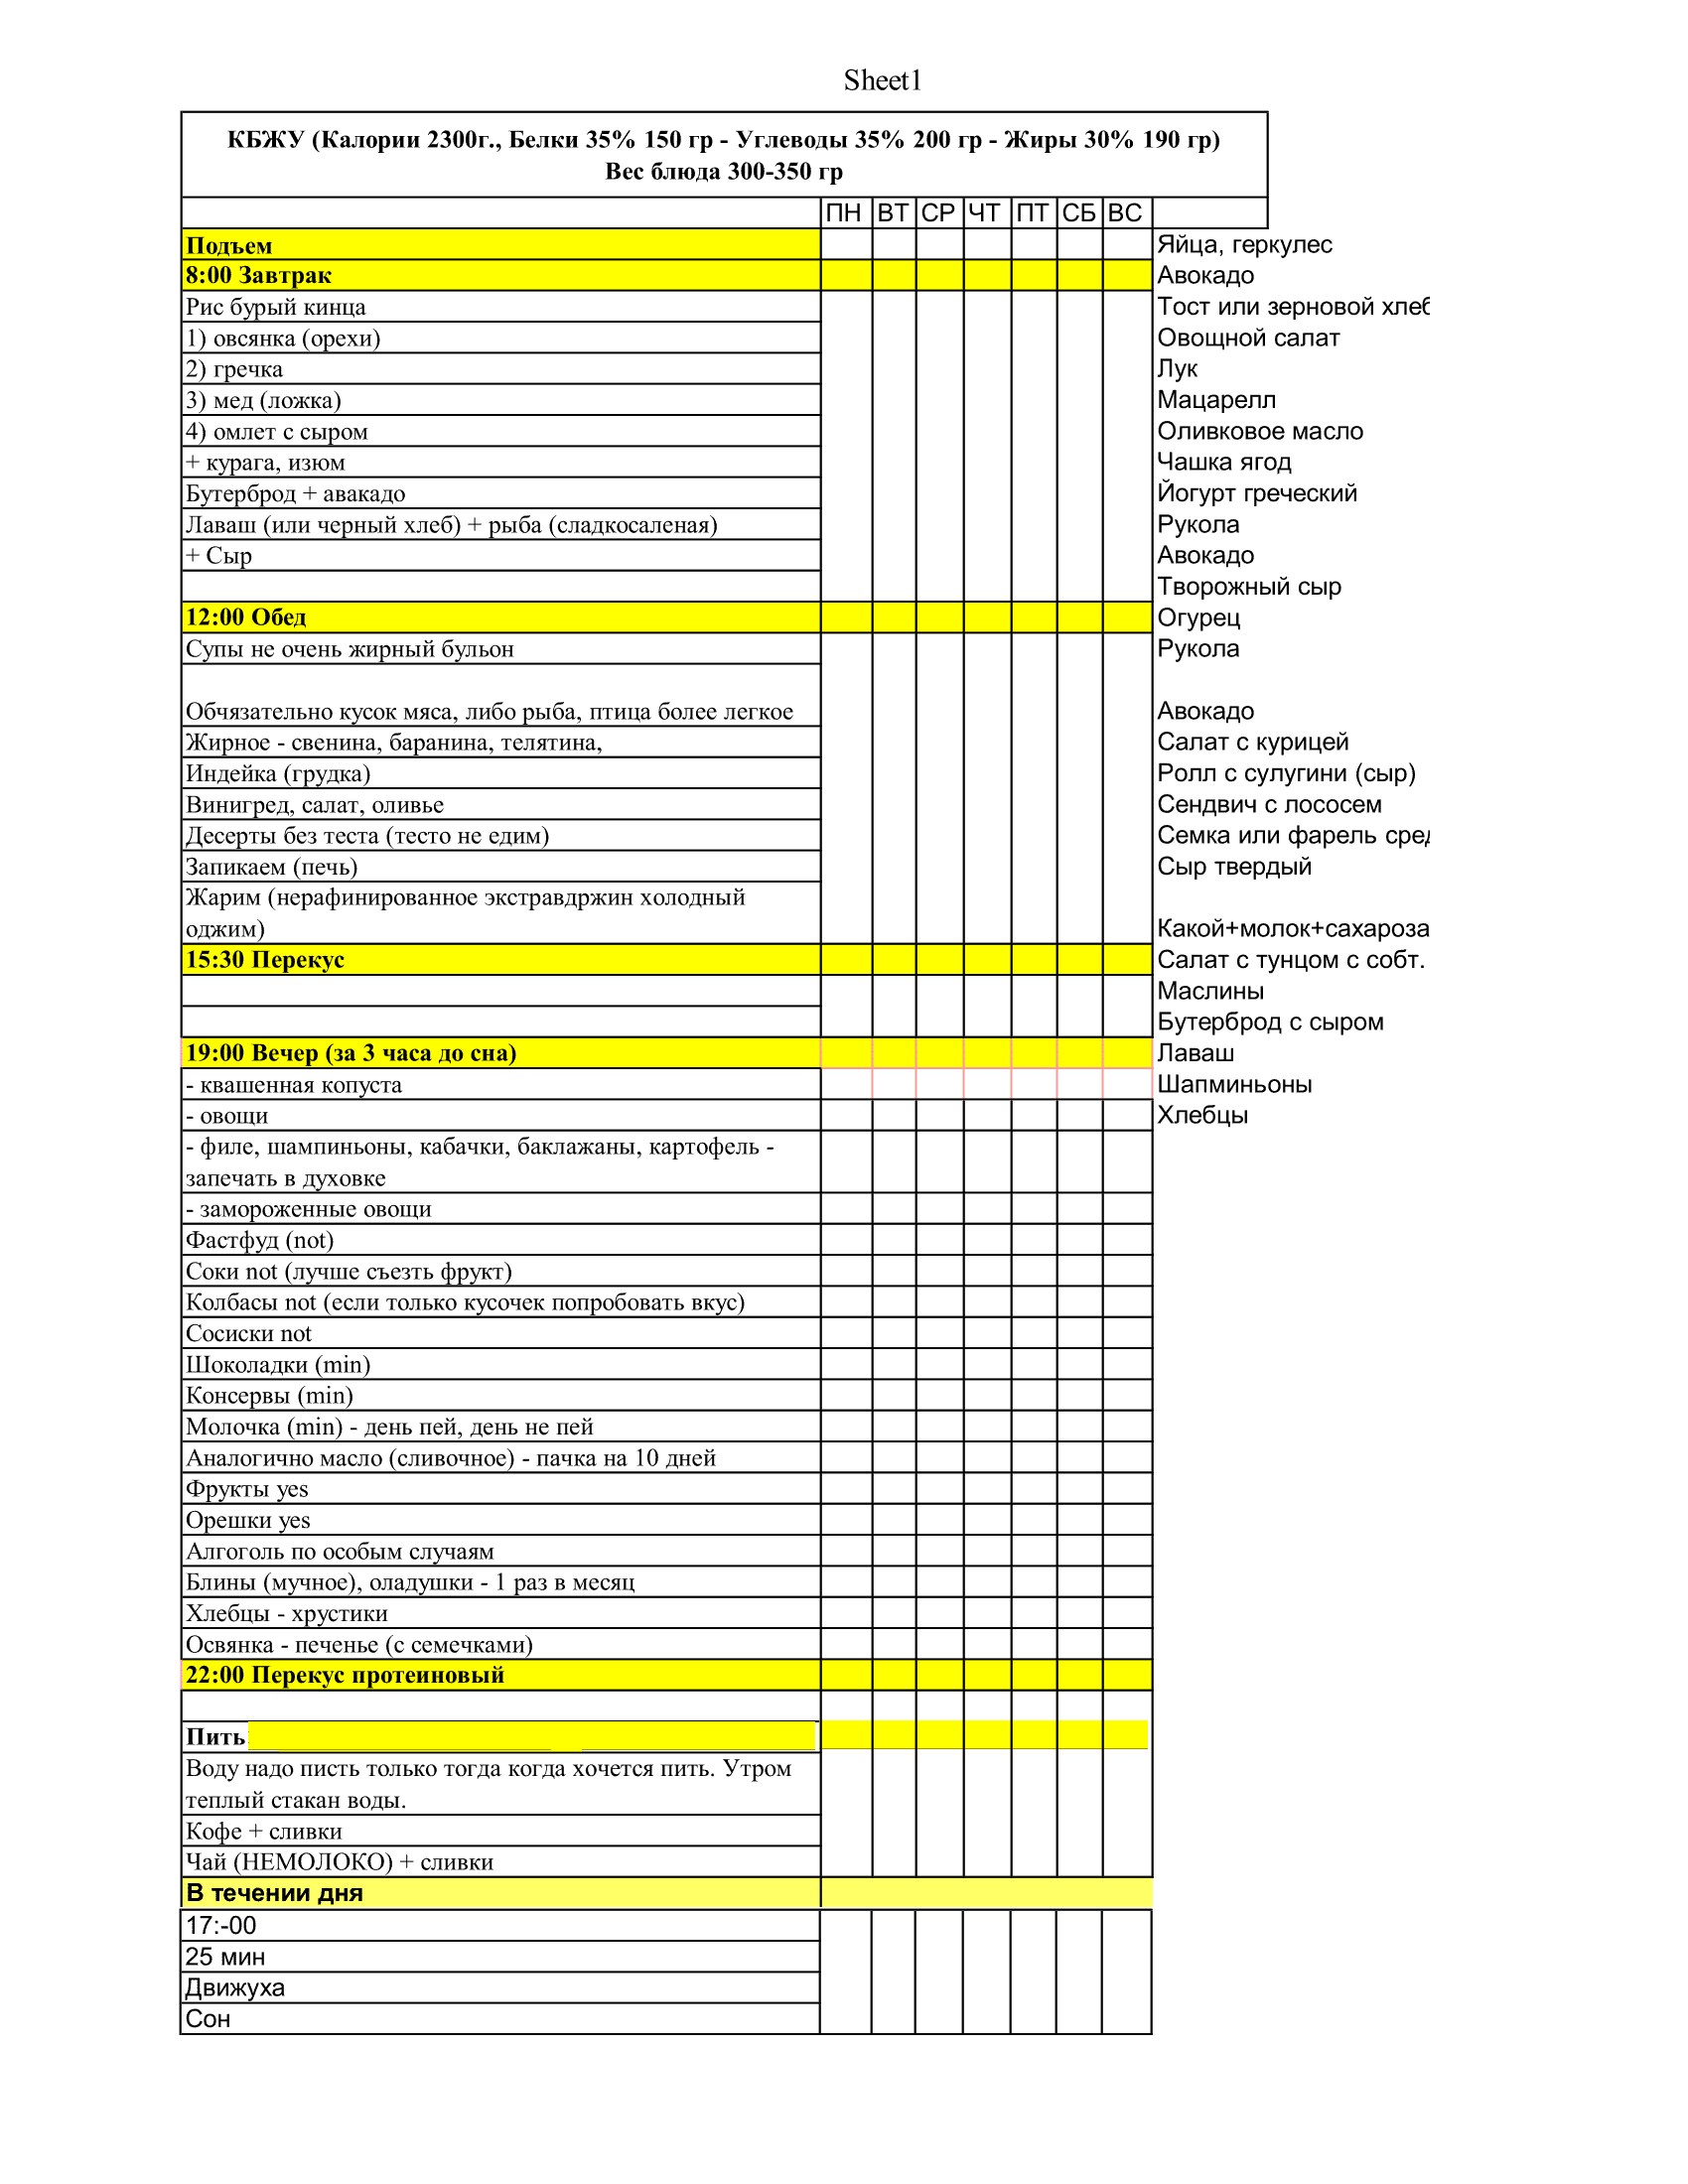 Sheet1
КБЖУ (Калории 2300г., Белки 35% 150 гр - Углеводы 35% 200 гр - Жиры 30% 190 гр)
Вес блюда 300-350 гр
ПН ВТ СР ЧТ ПТ СБ ВС
Подъем Яйца, геркулес
8:00 Завтрак Авокадо
Рис бурый кинца Тост или зерновой хлеб
1) овсянка (орехи) Овощной салат
2) гречка Лук
3) мед (ложка) Мацарелл
4) омлет с сыром Оливковое масло
+ курага, изюм Чашка ягод
Бутерброд + авакадо Йогурт греческий
Лаваш (или черный хлеб) + рыба (сладкосаленая) Рукола
+ Сыр Авокадо
Творожный сыр
12:00 Обед Огурец
Супы не очень жирный бульон Рукола
Обчязательно кусок мяса, либо рыба, птица более легкое Авокадо
Жирное - свенина, баранина, телятина, Салат с курицей
Индейка (грудка) Ролл с сулугини (сыр)
Винигред, салат, оливье Сендвич с лососем
Десерты без теста (тесто не едим) Семка или фарель
Запикаем (печь) Сыр твердый
Жарим (нерафинированное экстравдржин холодный
оджим) Какой+молок+сахароза
15:30 Перекус Салат с тунцом с собт.
Маслины
Бутерброд с сыром
19:00 Вечер (за 3 часа до сна) Лаваш
- квашенная копуста Шапминьоны
- овощи Хлебцы
- филе, шампиньоны, кабачки, баклажаны, картофель -
запечать в духовке
- замороженные овощи
Фастфуд (not)
Соки not (лучше съезть фрукт)
Колбасы not (если только кусочек попробовать вкус)
Сосиски not
Шоколадки (min)
Консервы (min)
Молочка (min) - день пей, день не пей
Аналогично масло (сливочное) - пачка на 10 дней
Фрукты yes
Орешки yes
Алгоголь по особым случаям
Блины (мучное), оладушки - 1 раз в месяц
Хлебцы - хрустики
Освянка - печенье (с семечками)
22:00 Перекус протеиновый
Пить
Воду надо писть только тогда когда хочется пить. Утром
теплый стакан воды.
Кофе + сливки
Чай (НЕМОЛОКО) + сливки
В течении дня
17:-00
25 мин
Движуха
Сон